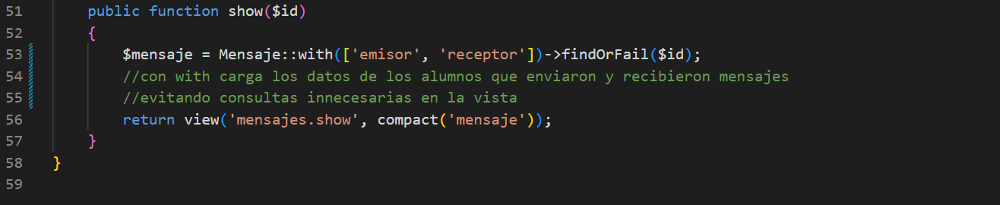 51 public function show($id)
52 {
53 $mensaje = Mensaje::with(['emisor', 'receptor'])->findOrFail($id);
54 //con with carga los datos de los alumnos que enviaron y recibieron mensajes
55 //evitando consultas innecesarias en la vista
56 return view('mensajes.show', compact('mensaje'));
57 }
58 }
59